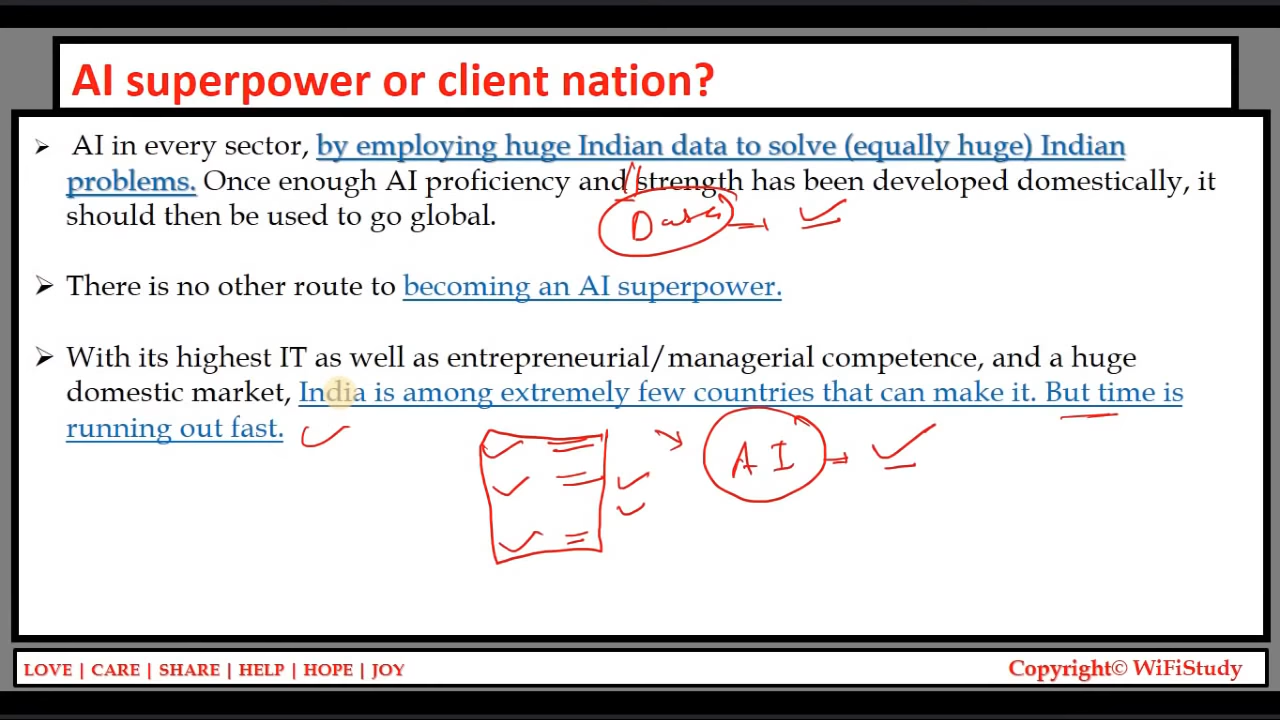 AI superpower or client nation?
➢ AI in every sector, by employing huge Indian data to solve (equally huge) Indian
problems. Once enough AI proficiency and strength has been developed domestically, it
should then be used to go global.
Data
➢ There is no other route to becoming an AI superpower.
➢ With its highest IT as well as entrepreneurial/managerial competence, and a huge
domestic market, India is among extremely few countries that can make it. But time is
running out fast.
AI
LOVE | CARE | SHARE | HELP | HOPE | JOY
Copyright© WiFiStudy